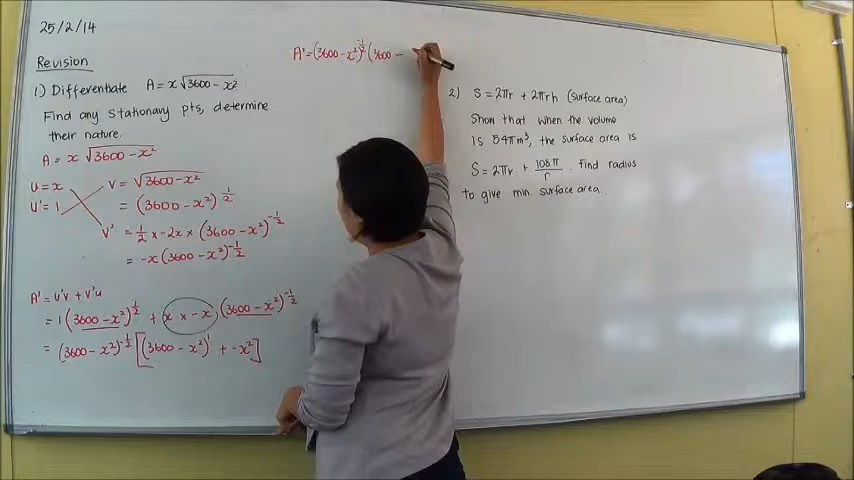 25/2/14
Revision
1) Differentiate A = x √3600 - x²
Find any stationary pts, determine
their nature.
A = x √3600 - x²
u = x v = √3600 - x²
u' = 1 = (3600 - x²)^½
v' = ½ x -2x x (3600 - x²)^-½
= -x (3600 - x²)^-½
A' = u'v + v'u
= 1 (3600 - x²)^½ + x x -x (3600 - x²)^-½
= (3600 - x²)^-½ [(3600 - x²)¹ + -x²]
A' = (3600 - x²)^-½ (3600 -
2) S = 2πr + 2πrh (surface area)
Show that when the volume
is 54πm³, the surface area is
S = 2πr + 108π/r . Find radius
to give min. surface area.